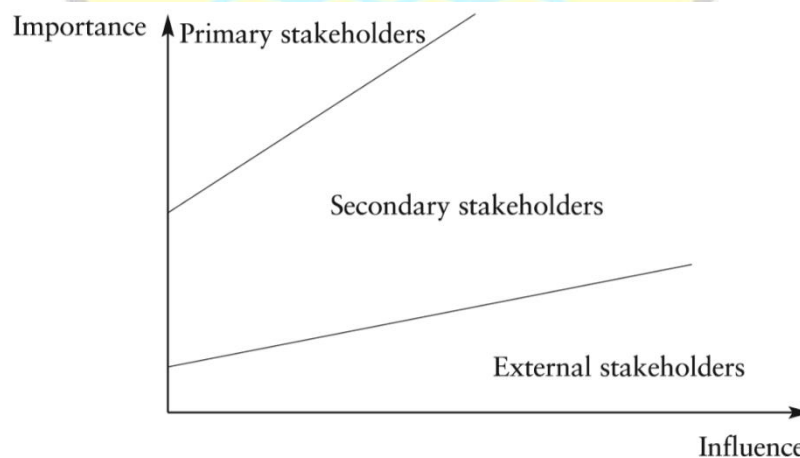 Importance
Primary stakeholders
Secondary stakeholders
External stakeholders
Influence